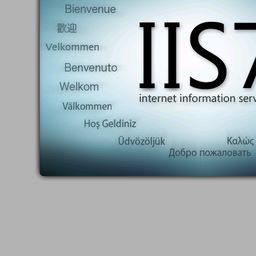 Bienvenue
歡迎
Velkommen
Benvenuto
Welkom
IIS7
internet information serv
Välkommen
Hoş Geldiniz
Üdvözöljük
Καλώς
Добро пожаловать